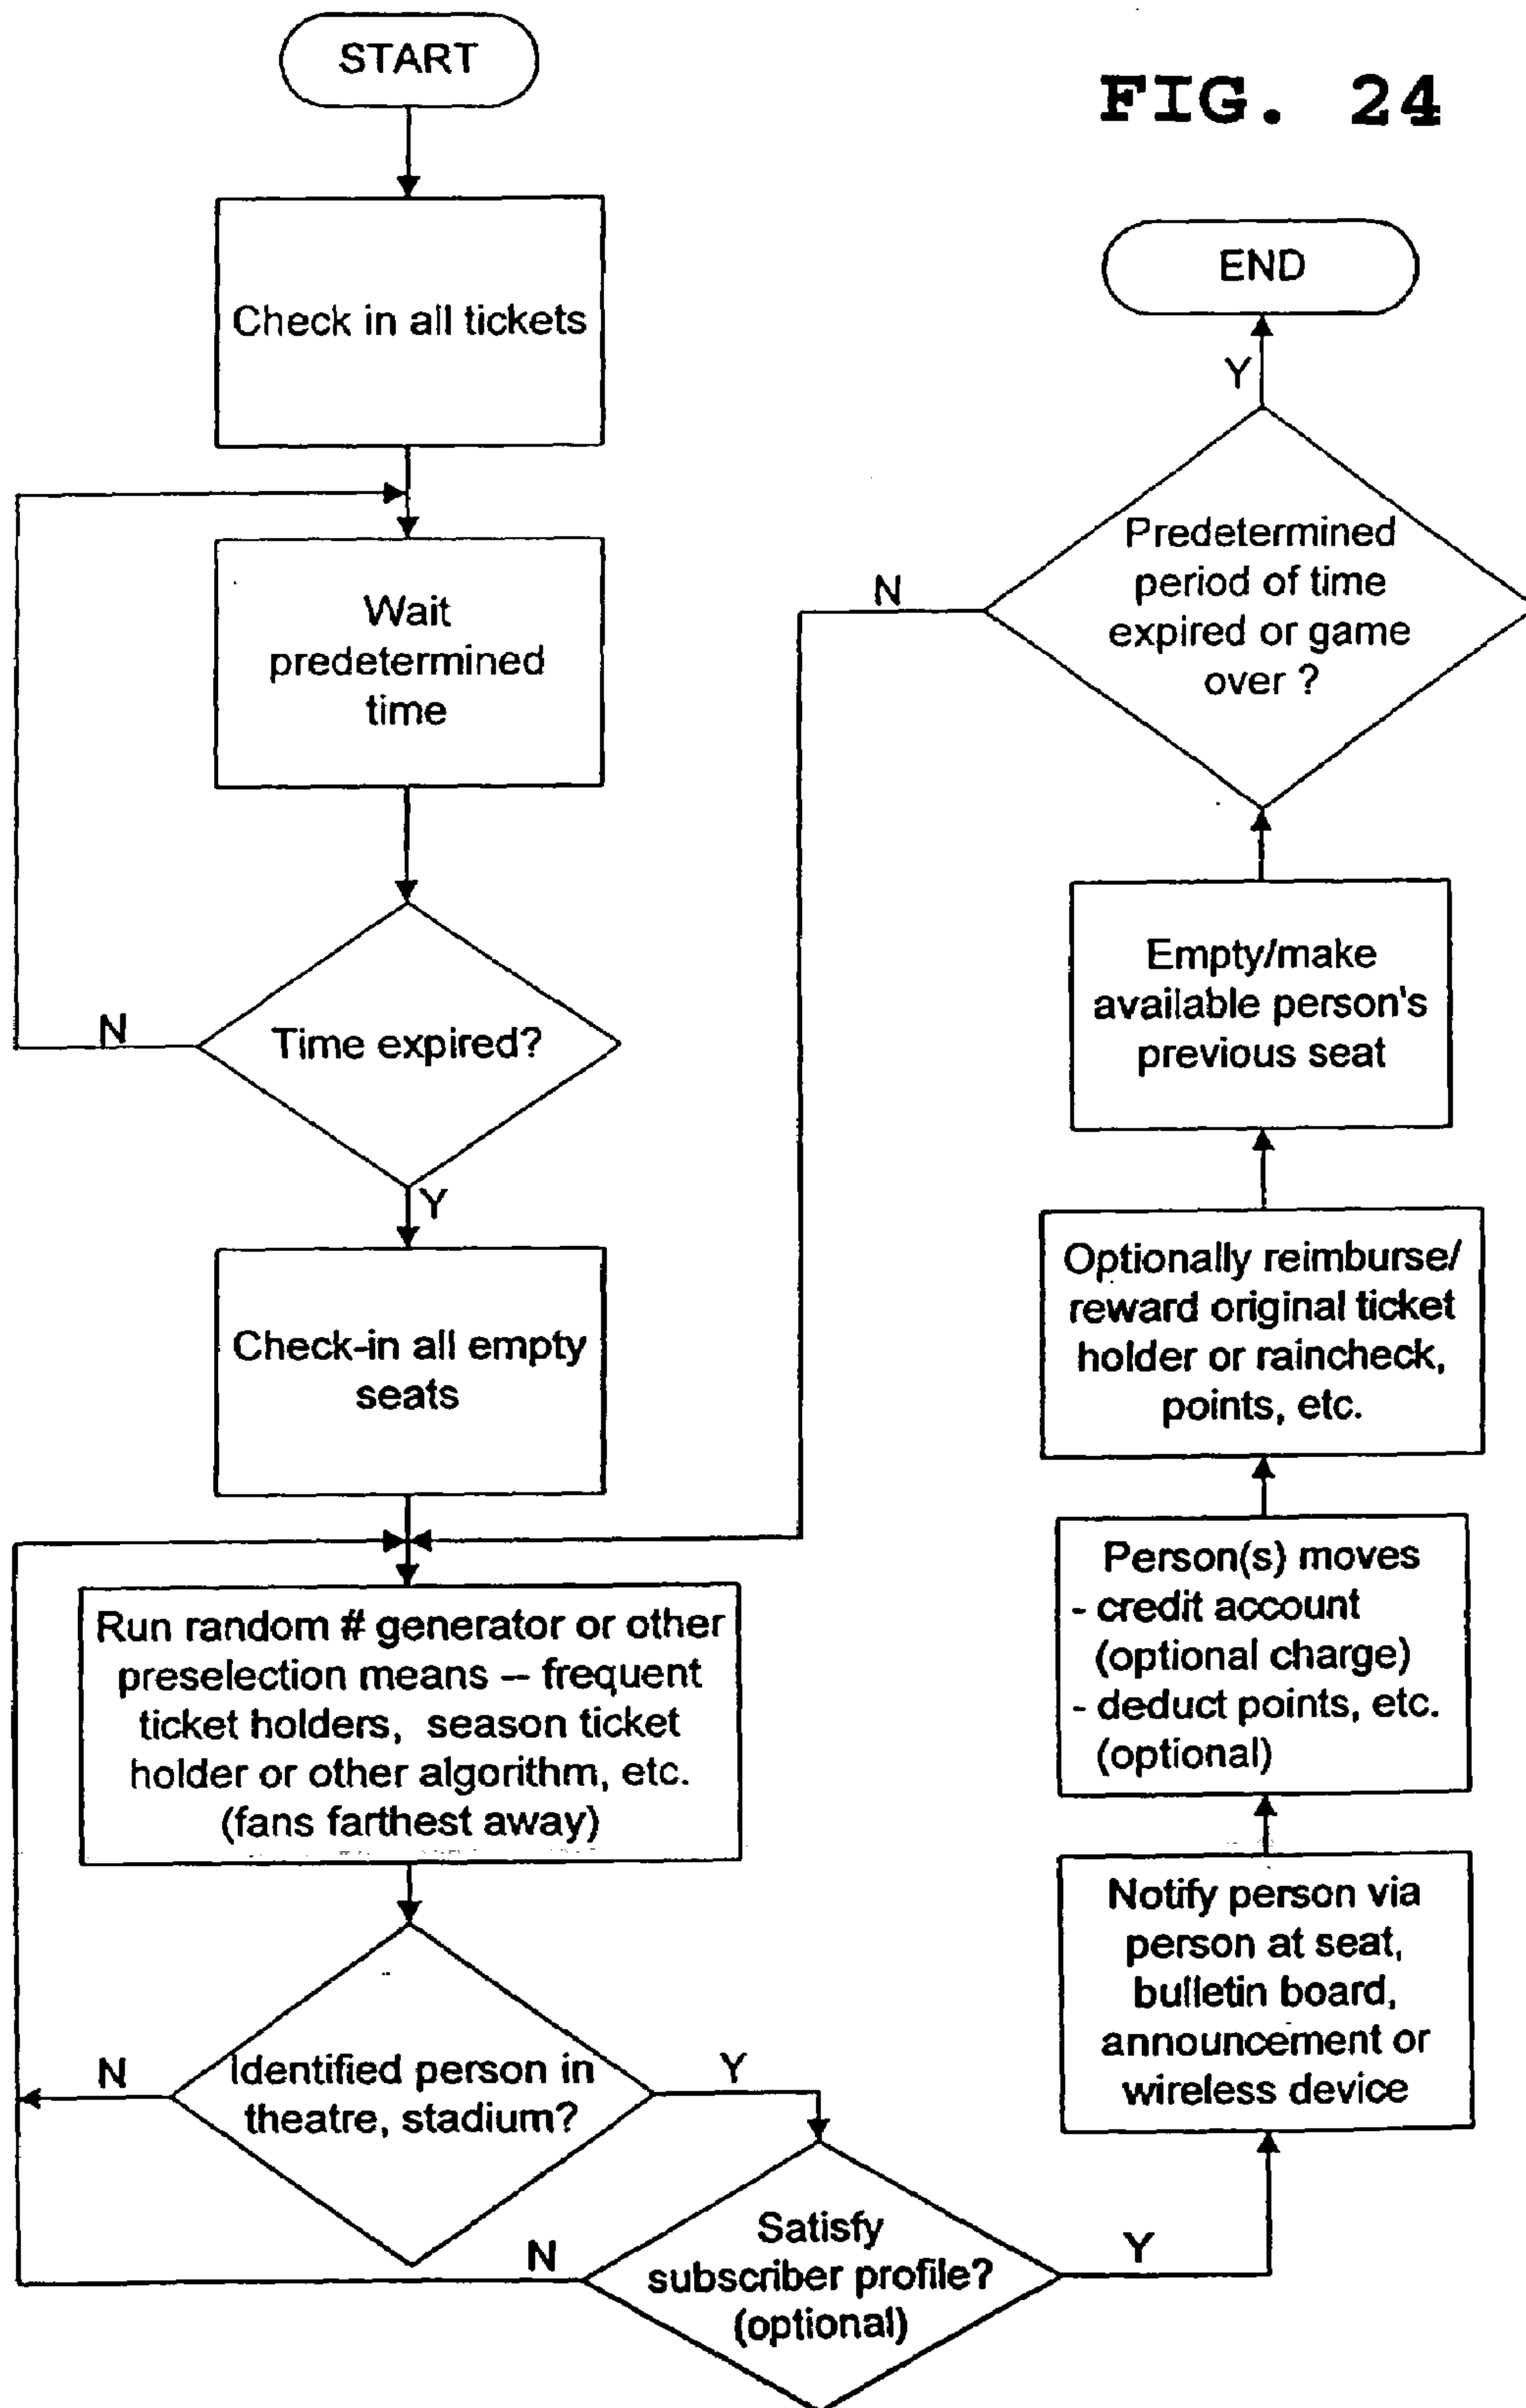 START
FIG. 24
Check in all tickets
Wait
predetermined
time
Time expired?
N
Y
Check-in all empty
seats
Run random # generator or other
preselection means – frequent
ticket holders, season ticket
holder or other algorithm, etc.
(fans farthest away)
Identified person in
theatre, stadium?
N
Y
Satisfy
subscriber profile?
(optional)
N
Y
Notify person via
person at seat,
bulletin board,
announcement or
wireless device
Person(s) moves
- credit account
(optional charge)
- deduct points, etc.
(optional)
Optionally reimburse/
reward original ticket
holder or raincheck,
points, etc.
Empty/make
available person's
previous seat
Predetermined
period of time
expired or game
over ?
N
Y
END